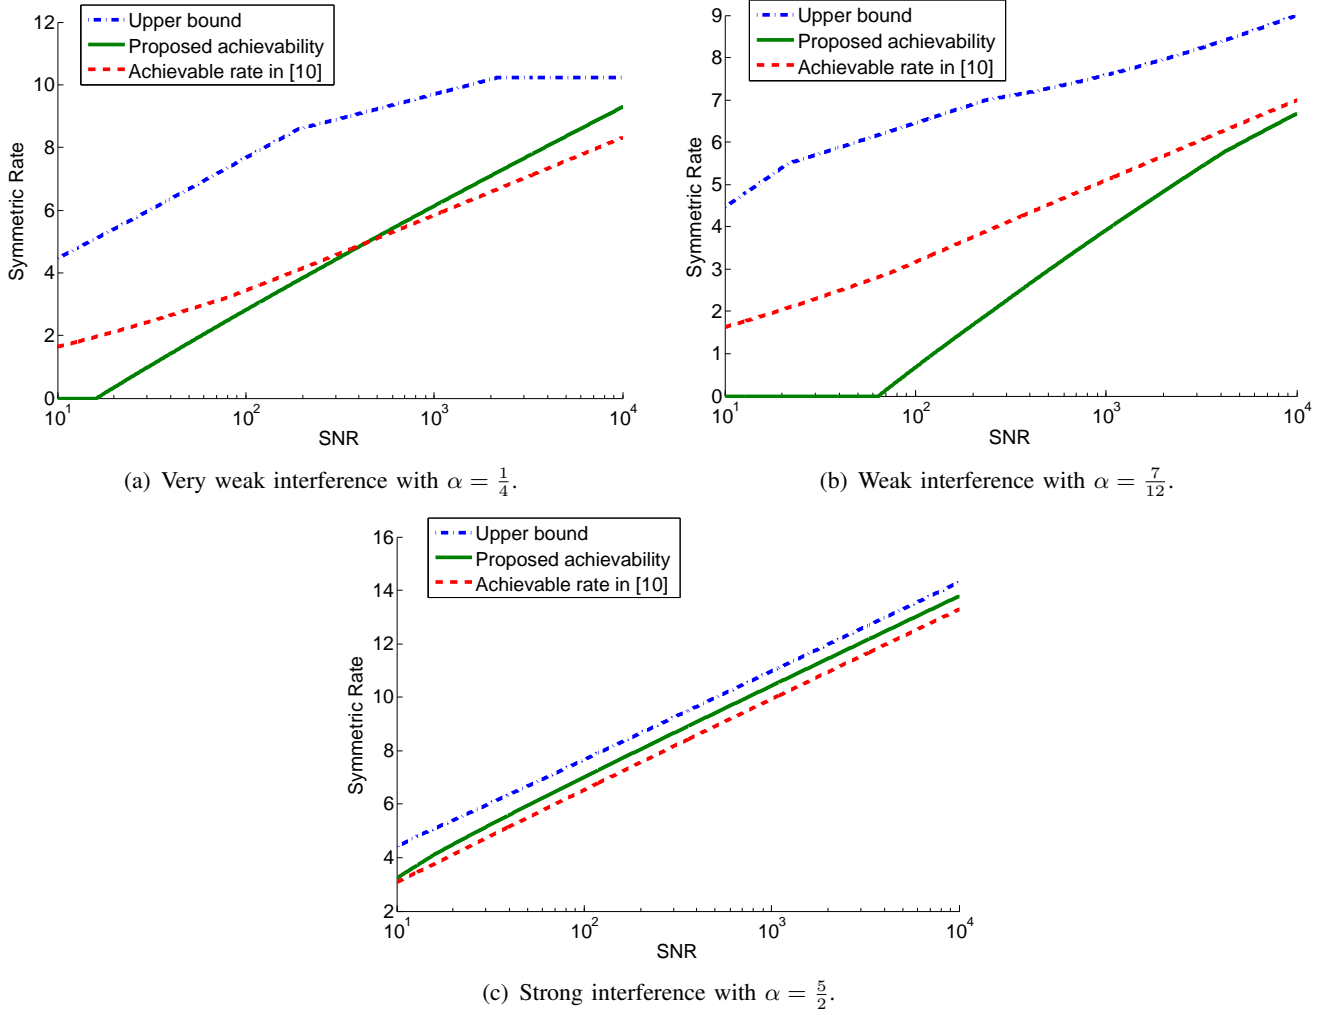 Upper bound
Proposed achievability
Achievable rate in [10]
12
10
8
6
4
2
0
Symmetric Rate
10^1
10^2
10^3
10^4
SNR
(a) Very weak interference with α = 1/4.
Upper bound
Proposed achievability
Achievable rate in [10]
9
8
7
6
5
4
3
2
1
0
Symmetric Rate
10^1
10^2
10^3
10^4
SNR
(b) Weak interference with α = 7/12.
Upper bound
Proposed achievability
Achievable rate in [10]
16
14
12
10
8
6
4
2
Symmetric Rate
10^1
10^2
10^3
10^4
SNR
(c) Strong interference with α = 5/2.